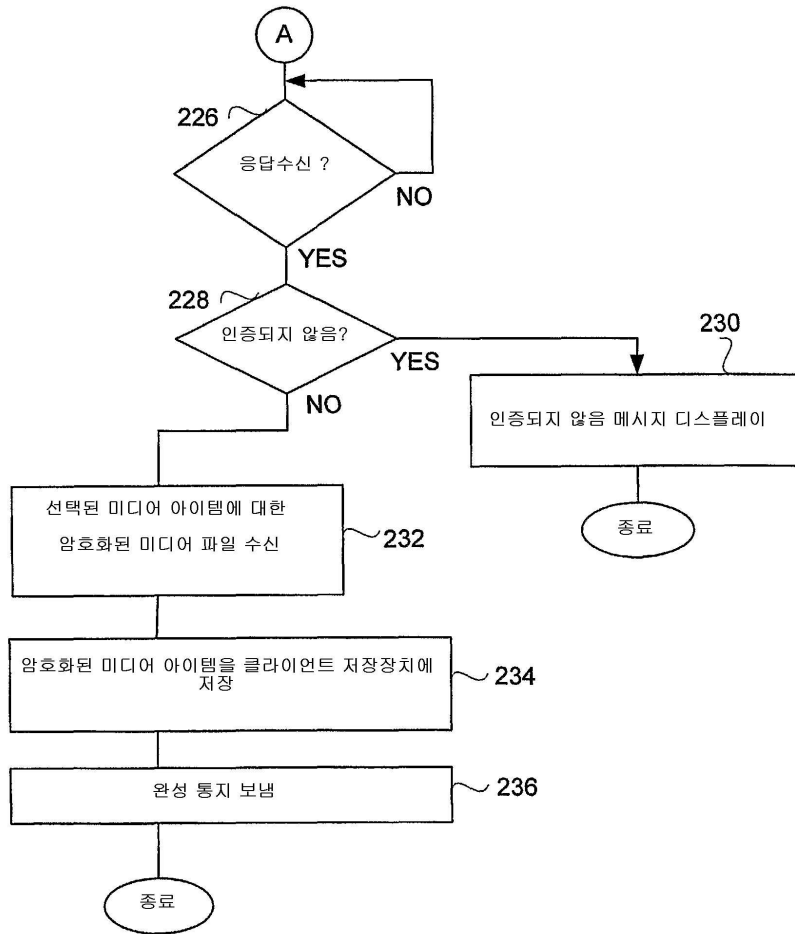 A
226
응답수신 ?
NO
YES
228
인증되지 않음?
YES
NO
230
인증되지 않음 메시지 디스플레이
종료
선택된 미디어 아이템에 대한
암호화된 미디어 파일 수신
232
암호화된 미디어 아이템을 클라이언트 저장장치에
저장
234
완성 통지 보냄
236
종료